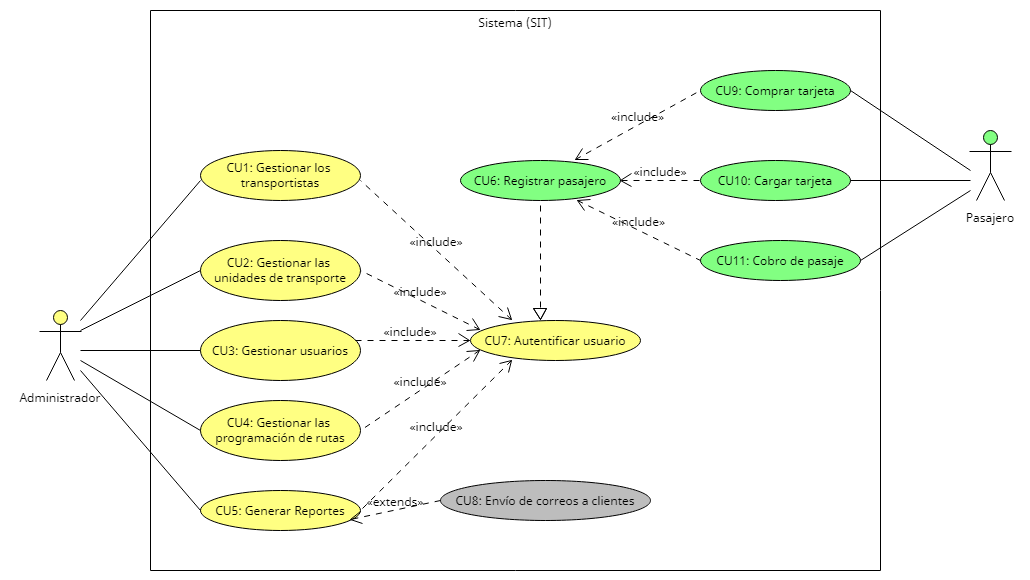 Sistema (SIT)
CU9: Comprar tarjeta
«include»
CU1: Gestionar los
transportistas
CU6: Registrar pasajero
«include»
CU10: Cargar tarjeta
Pasajero
«include»
«include»
CU11: Cobro de pasaje
CU2: Gestionar las
unidades de transporte
«include»
«include»
CU3: Gestionar usuarios
CU7: Autentificar usuario
«include»
Administrador
CU4: Gestionar las
programación de rutas
«include»
CU5: Generar Reportes
«extends»
CU8: Envío de correos a clientes